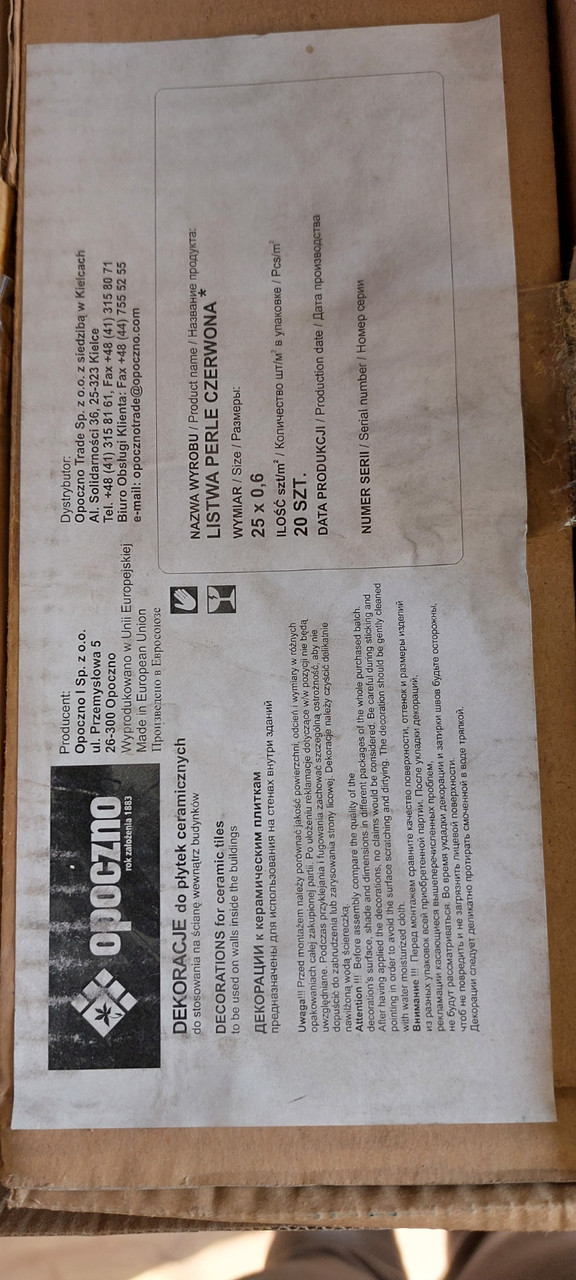 opoczno
rok założenia 1883
Producent:
Opoczno I Sp. z o.o.
ul. Przemysłowa 5
26-300 Opoczno
Wyprodukowano w Unii Europejskiej
Made in European Union
Произведено в Евросоюзе
Dystrybutor:
Opoczno Trade Sp. z o.o. z siedzibą w Kielcach
Al. Solidarności 36, 25-323 Kielce
Tel. +48 (41) 315 81 61, Fax +48 (41) 315 80 71
Biuro Obsługi Klienta: Fax +48 (44) 755 52 55
e-mail: opocznotrade@opoczno.com
DEKORACJE do płytek ceramicznych
do stosowania na ścianę wewnątrz budynków
DECORATIONS for ceramic tiles
to be used on walls inside the buildings
ДЕКОРАЦИИ к керамическим плиткам
предназначены для использования на стенах внутри зданий
Uwaga!!! Przed montażem należy porównać jakość powierzchni, odcień i wymiary w różnych
opakowaniach całej zakupionej partii. Po ułożeniu reklamacje dotyczące w/w pozycji nie będą
uwzględniane. Podczas przyklejania i fugowania zachować szczególną ostrożność, aby nie
dopuścić do zabrudzenia lub zarysowania strony licowej. Dekoracje należy czyścić delikatnie
nawilżoną wodą ściereczką.
Attention!!! Before assembly compare the quality of the
decoration's surface, shade and dimensions in different packages of the whole purchased batch.
After having applied the decorations, no claims would be considered. Be careful during sticking and
pointing in order to avoid the surface scratching and dirtying. The decoration should be gently cleaned
with water moisturized cloth.
Внимание !!! Перед монтажом сравните качество поверхности, оттенок и размеры изделий
из разных упаковок всей приобретенной партии. После укладки декораций,
рекламации касающиеся вышеперечисленных проблем,
не будут рассматриваться. Во время укладки декорации и затирки швов будьте осторожны,
чтоб не повредить и не загрязнить лицевой поверхности.
Декорации следует деликатно протирать смоченной в воде тряпкой.
NAZWA WYROBU / Product name / Название продукта:
LISTWA PERLE CZERWONA *
WYMIAR / Size / Размеры:
25 x 0,6
ILOŚĆ szt/m² / Количество шт/м² в упаковке / Pcs/m²
20 SZT.
DATA PRODUKCJI / Production date / Дата производства
NUMER SERII / Serial number / Номер серии